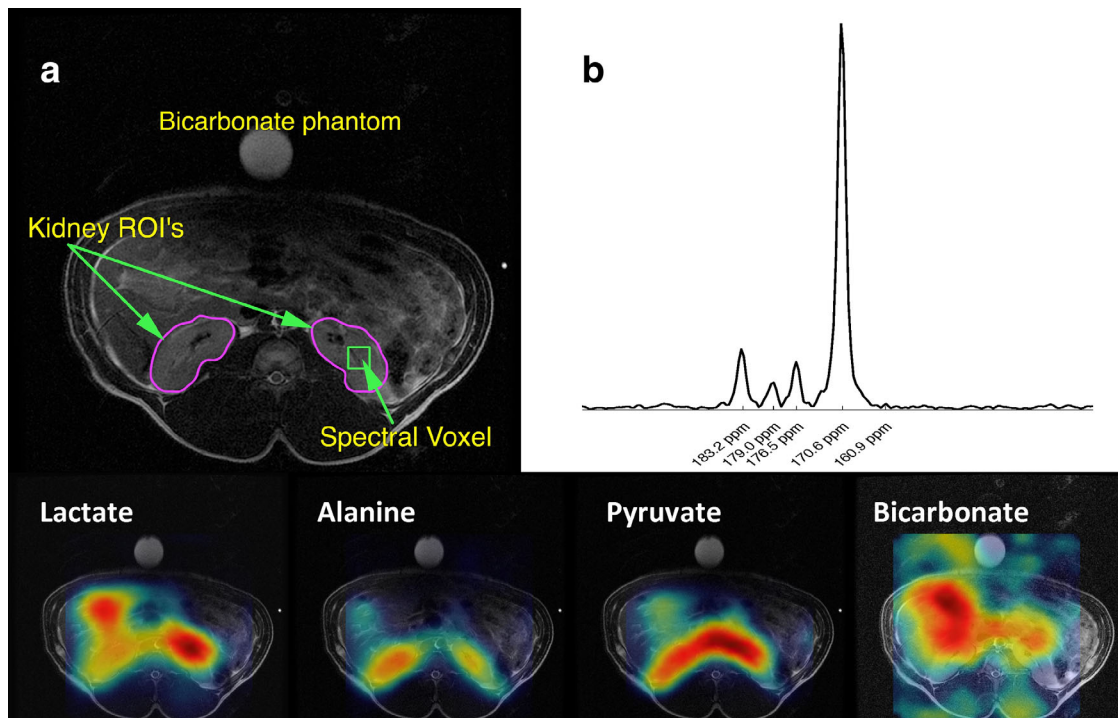 a
Bicarbonate phantom
Kidney ROI's
Spectral Voxel
b
183.2 ppm
179.0 ppm
176.5 ppm
170.6 ppm
160.9 ppm
Lactate
Alanine
Pyruvate
Bicarbonate